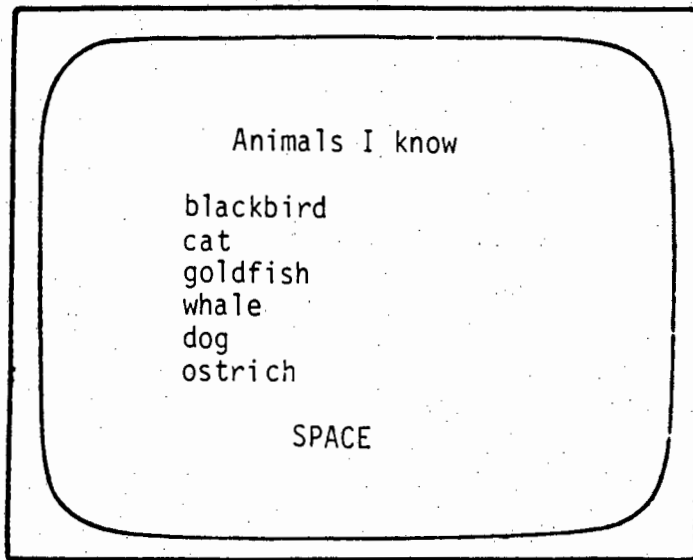 Animals I know
blackbird
cat
goldfish
whale
dog
ostrich
SPACE